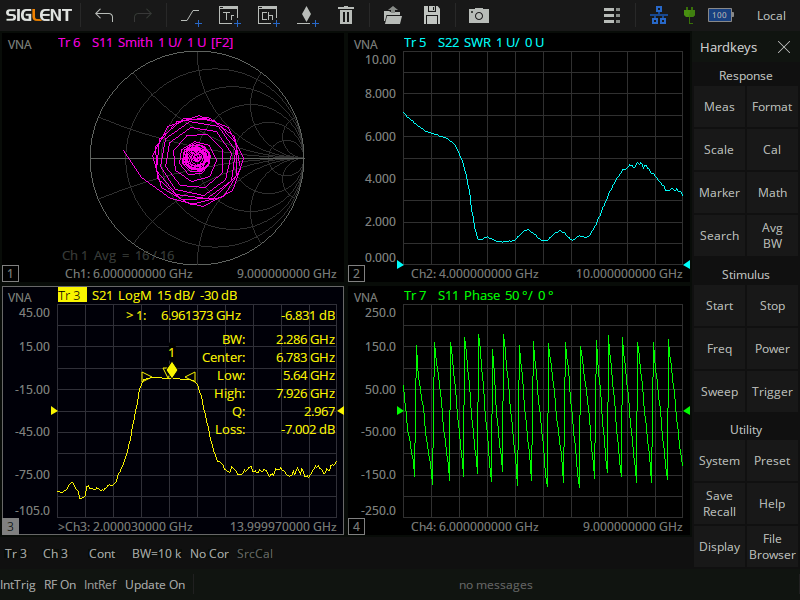 SIGLENT
Tr
Ch
100
Local
VNA
Tr 6 S11 Smith 1 U/ 1 U [F2]
Ch 1 Avg = 16/16
1
Ch1: 6.000000000 GHz 9.000000000 GHz
VNA
Tr 5 S22 SWR 1 U/ 0 U
10.00
8.000
6.000
4.000
2.000
0.000
2
Ch2: 4.000000000 GHz 10.000000000 GHz
VNA
Tr 3 S21 LogM 15 dB/ -30 dB
45.00
15.00
-15.00
-45.00
-75.00
-105.0
> 1: 6.961373 GHz -6.831 dB
BW: 2.286 GHz
Center: 6.783 GHz
Low: 5.64 GHz
High: 7.926 GHz
Q: 2.967
Loss: -7.002 dB
1
3
>Ch3: 2.000030000 GHz 13.999970000 GHz
VNA
Tr 7 S11 Phase 50 °/ 0 °
250.0
150.0
50.00
-50.00
-150.0
-250.0
4
Ch4: 6.000000000 GHz 9.000000000 GHz
Hardkeys
Response
Meas Format
Scale Cal
Marker Math
Search Avg BW
Stimulus
Start Stop
Freq Power
Sweep Trigger
Utility
System Preset
Save Recall Help
Display File Browser
Tr 3 Ch 3 Cont BW=10 k No Cor SrcCal
IntTrig RF On IntRef Update On no messages